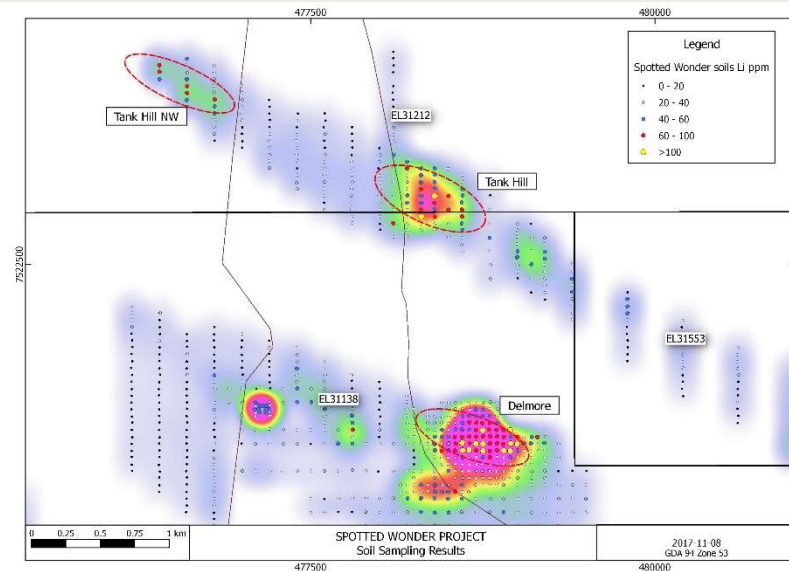 477500
480000
Legend
Spotted Wonder soils Li ppm
0 - 20
20 - 40
40 - 60
60 - 100
>100
Tank Hill NW
EL31212
Tank Hill
7522500
7522500
EL31553
EL31138
Delmore
0 0.25 0.5 0.75 1 km
SPOTTED WONDER PROJECT
Soil Sampling Results
2017-11-08
GDA 94 Zone 53
477500
480000